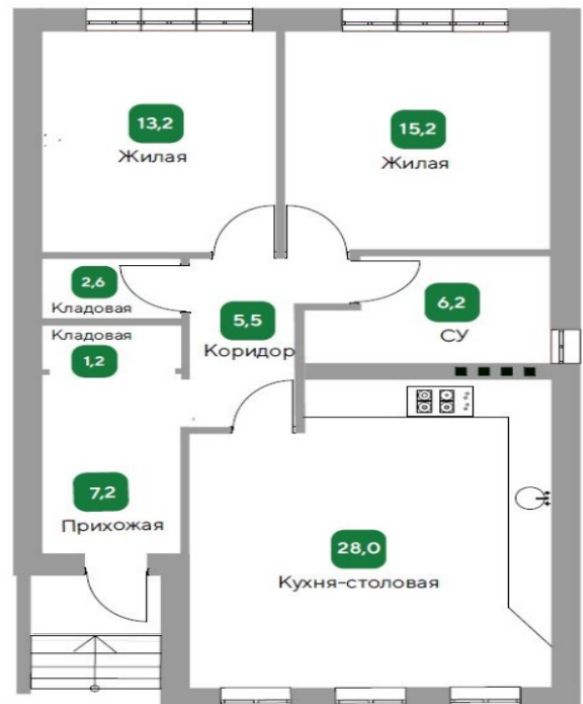 13,2
Жилая
15,2
Жилая
2,6
Кладовая
5,5
Коридор
6,2
СУ
Кладовая
1,2
7,2
Прихожая
28,0
Кухня-столовая